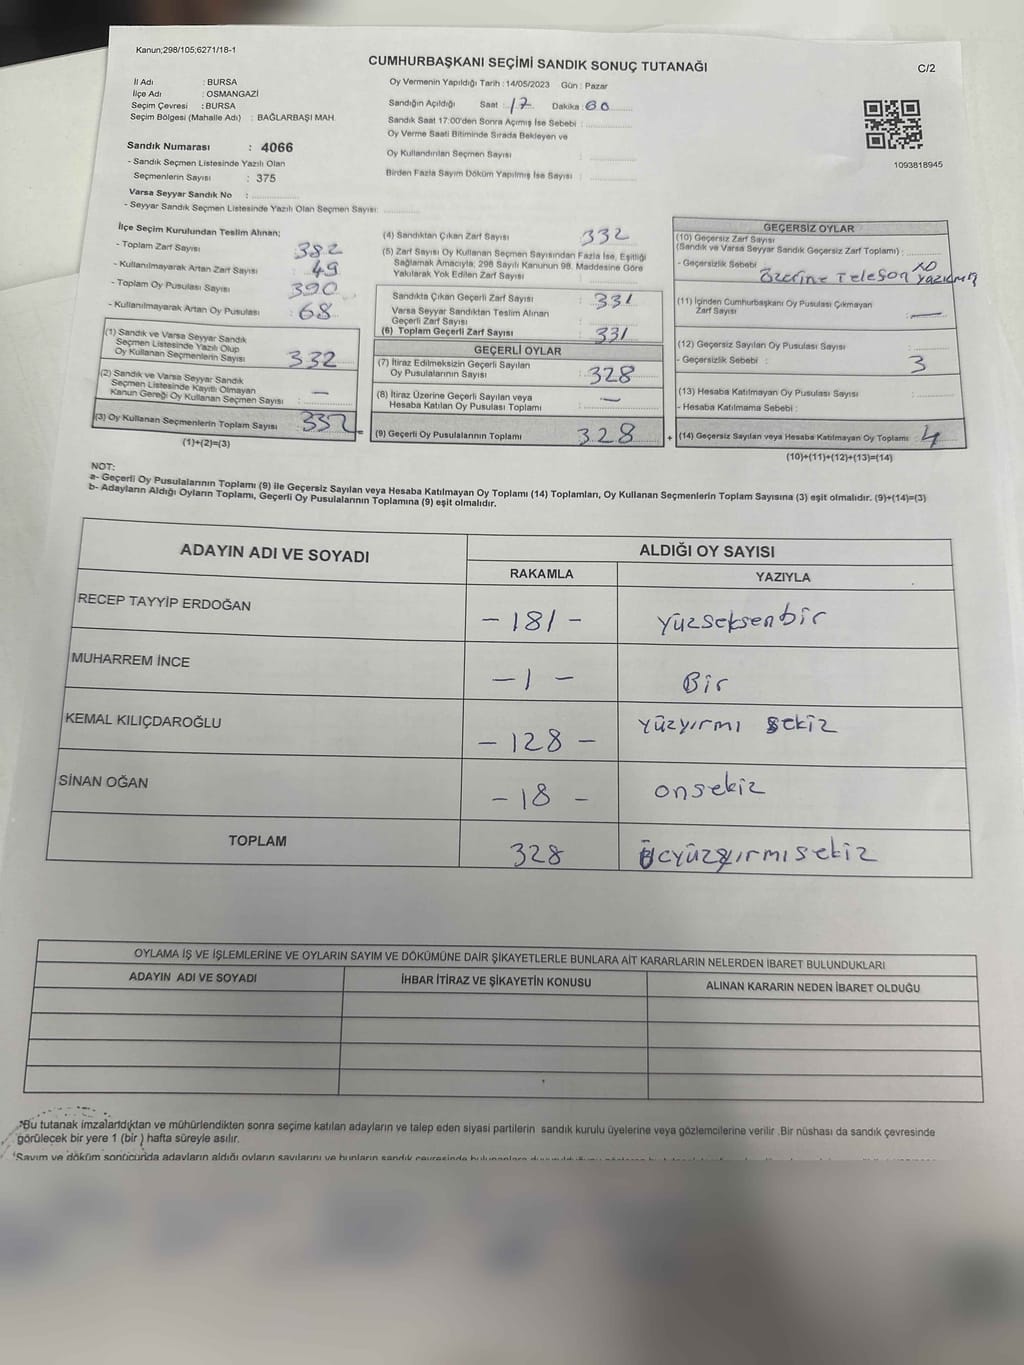 Kanun;298/105;6271/18-1
CUMHURBAŞKANI SEÇİMİ SANDIK SONUÇ TUTANAĞI
C/2
İl Adı : BURSA
İlçe Adı : OSMANGAZİ
Seçim Çevresi : BURSA
Seçim Bölgesi (Mahalle Adı) : BAĞLARBAŞI MAH.
Oy Vermenin Yapıldığı Tarih : 14/05/2023 Gün : Pazar
Sandığın Açıldığı Saat : 17 Dakika : 00
Sandık Saat 17:00'den Sonra Açımış İse Sebebi :
Oy Verme Saati Bitiminde Sırada Bekleyen ve
Oy Kullandırılan Seçmen Sayısı :
Birden Fazla Sayım Döküm Yapılmış İse Sayısı :
1093818945
Sandık Numarası : 4066
- Sandık Seçmen Listesinde Yazılı Olan
Seçmenlerin Sayısı : 375
Varsa Seyyar Sandık No :
- Seyyar Sandık Seçmen Listesinde Yazılı Olan Seçmen Sayısı:
İlçe Seçim Kurulundan Teslim Alınan;
- Toplam Zarf Sayısı : 382
- Kullanılmayarak Artan Zarf Sayısı : 49
- Toplam Oy Pusulası Sayısı : 390
- Kullanılmayarak Artan Oy Pusulası : 68
(1) Sandık ve Varsa Seyyar Sandık
Seçmen Listesinde Yazılı Olup
Oy Kullanan Seçmenlerin Sayısı : 332
(2) Sandık ve Varsa Seyyar Sandık
Seçmen Listesinde Kayıtlı Olmayan
Kanun Gereği Oy Kullanan Seçmen Sayısı : —
(3) Oy Kullanan Seçmenlerin Toplam Sayısı : 332
(1)+(2)=(3)
(4) Sandıktan Çıkan Zarf Sayısı : 332
(5) Zarf Sayısı Oy Kullanan Seçmen Sayısından Fazla İse, Eşitliği
Sağlamak Amacıyla; 298 Sayılı Kanunun 98. Maddesine Göre
Yakılarak Yok Edilen Zarf Sayısı :
Sandıkta Çıkan Geçerli Zarf Sayısı : 331
Varsa Seyyar Sandıktan Teslim Alınan
Geçerli Zarf Sayısı :
(6) Toplam Geçerli Zarf Sayısı : 331
GEÇERLİ OYLAR
(7) İtiraz Edilmeksizin Geçerli Sayılan
Oy Pusulalarının Sayısı : 328
(8) İtiraz Üzerine Geçerli Sayılan veya
Hesaba Katılan Oy Pusulası Toplamı : —
(9) Geçerli Oy Pusulalarının Toplamı : 328
GEÇERSİZ OYLAR
(10) Geçersiz Zarf Sayısı
(Sandık ve Varsa Seyyar Sandık Geçersiz Zarf Toplamı) :
- Geçersizlik Sebebi : Üzerine Telefon no yazılmış
(11) İçinden Cumhurbaşkanı Oy Pusulası Çıkmayan
Zarf Sayısı : —
(12) Geçersiz Sayılan Oy Pusulası Sayısı :
- Geçersizlik Sebebi : 3
(13) Hesaba Katılmayan Oy Pusulası Sayısı :
- Hesaba Katılmama Sebebi :
(14) Geçersiz Sayılan veya Hesaba Katılmayan Oy Toplamı : 4
(10)+(11)+(12)+(13)=(14)
NOT:
a- Geçerli Oy Pusulalarının Toplamı (9) ile Geçersiz Sayılan veya Hesaba Katılmayan Oy Toplamı (14) Toplamları, Oy Kullanan Seçmenlerin Toplam Sayısına (3) eşit olmalıdır. (9)+(14)=(3)
b- Adayların Aldığı Oyların Toplamı, Geçerli Oy Pusulalarının Toplamına (9) eşit olmalıdır.
ADAYIN ADI VE SOYADI ALDIĞI OY SAYISI
RAKAMLA YAZIYLA
RECEP TAYYİP ERDOĞAN - 181 - yüzseksenbir
MUHARREM İNCE - 1 - Bir
KEMAL KILIÇDAROĞLU - 128 - yüzyirmi sekiz
SİNAN OĞAN - 18 - onsekiz
TOPLAM 328 üçyüzyirmisekiz
OYLAMA İŞ VE İŞLEMLERİNE VE OYLARIN SAYIM VE DÖKÜMÜNE DAİR ŞİKAYETLERLE BUNLARA AİT KARARLARIN NELERDEN İBARET BULUNDUKLARI
ADAYIN ADI VE SOYADI İHBAR İTİRAZ VE ŞİKAYETİN KONUSU ALINAN KARARIN NEDEN İBARET OLDUĞU
*Bu tutanak imzalandıktan ve mühürlendikten sonra seçime katılan adayların ve talep eden siyasi partilerin sandık kurulu üyelerine veya gözlemcilerine verilir .Bir nüshası da sandık çevresinde
görülecek bir yere 1 (bir ) hafta süreyle asılır.
*Sayım ve döküm sonucunda adayların aldığı oyların sayılarını ve bunların sandık çevresinde